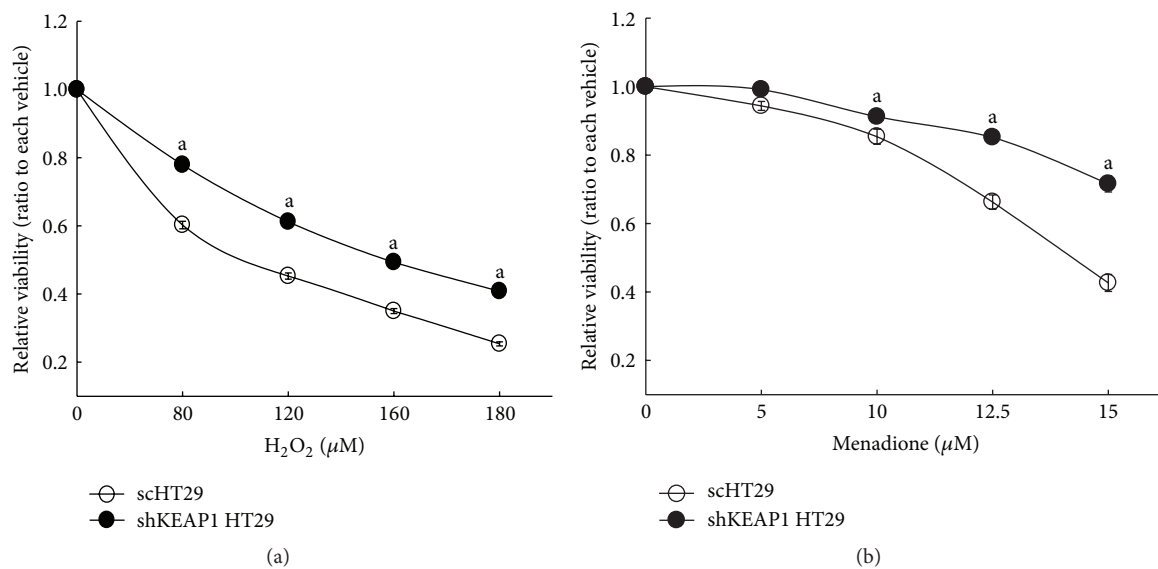 Relative viability (ratio to each vehicle)
1.2
1.0
0.8
0.6
0.4
0.2
a
a
a
a
0 80 120 160 180
H₂O₂ (μM)
scHT29
shKEAP1 HT29
(a)
Relative viability (ratio to each vehicle)
1.2
1.0
0.8
0.6
0.4
0.2
a
a
a
0 5 10 12.5 15
Menadione (μM)
scHT29
shKEAP1 HT29
(b)